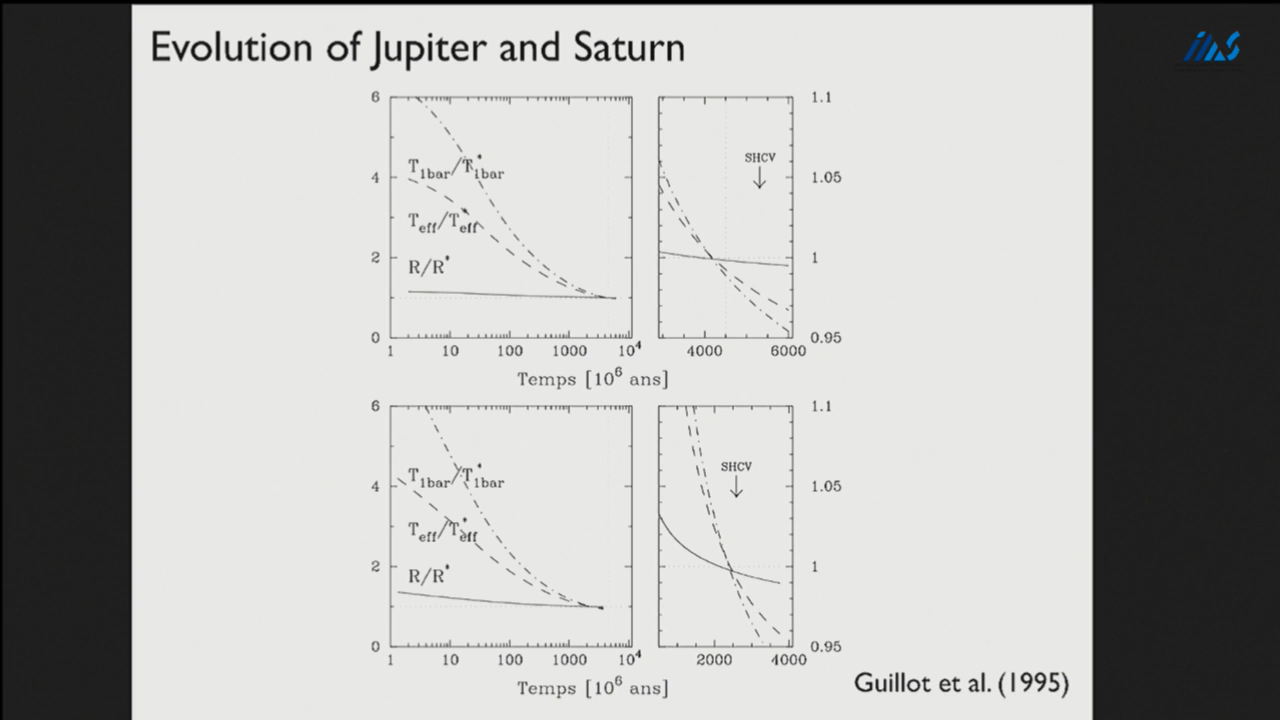 Evolution of Jupiter and Saturn
6
4
2
0
T1bar/T*1bar
Teff/T*eff
R/R*
1 10 100 1000 10^4
Temps [10^6 ans]
SHCV
1.1
1.05
1
0.95
4000 6000
6
4
2
0
T1bar/T*1bar
Teff/T*eff
R/R*
1 10 100 1000 10^4
Temps [10^6 ans]
SHCV
1.1
1.05
1
0.95
2000 4000
Guillot et al. (1995)